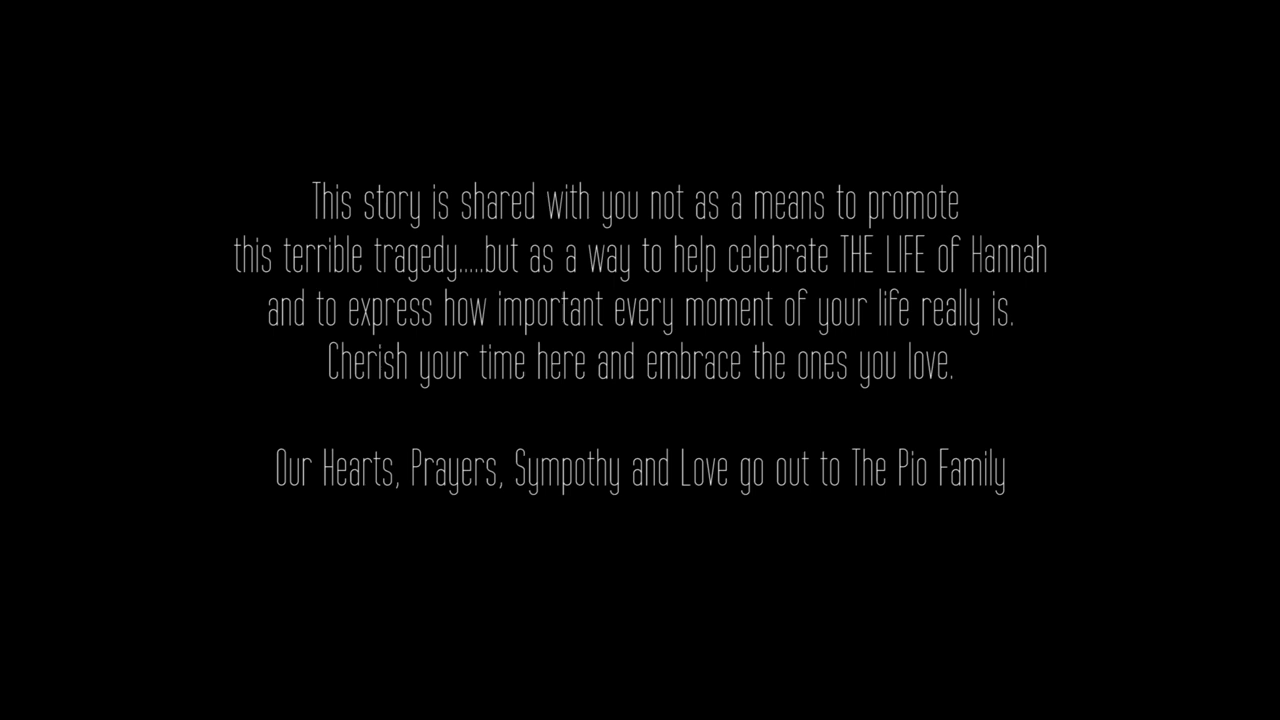 This story is shared with you not as a means to promote
this terrible tragedy.....but as a way to help celebrate THE LIFE of Hannah
and to express how important every moment of your life really is.
Cherish your time here and embrace the ones you love.
Our Hearts, Prayers, Sympothy and Love go out to The Pio Family